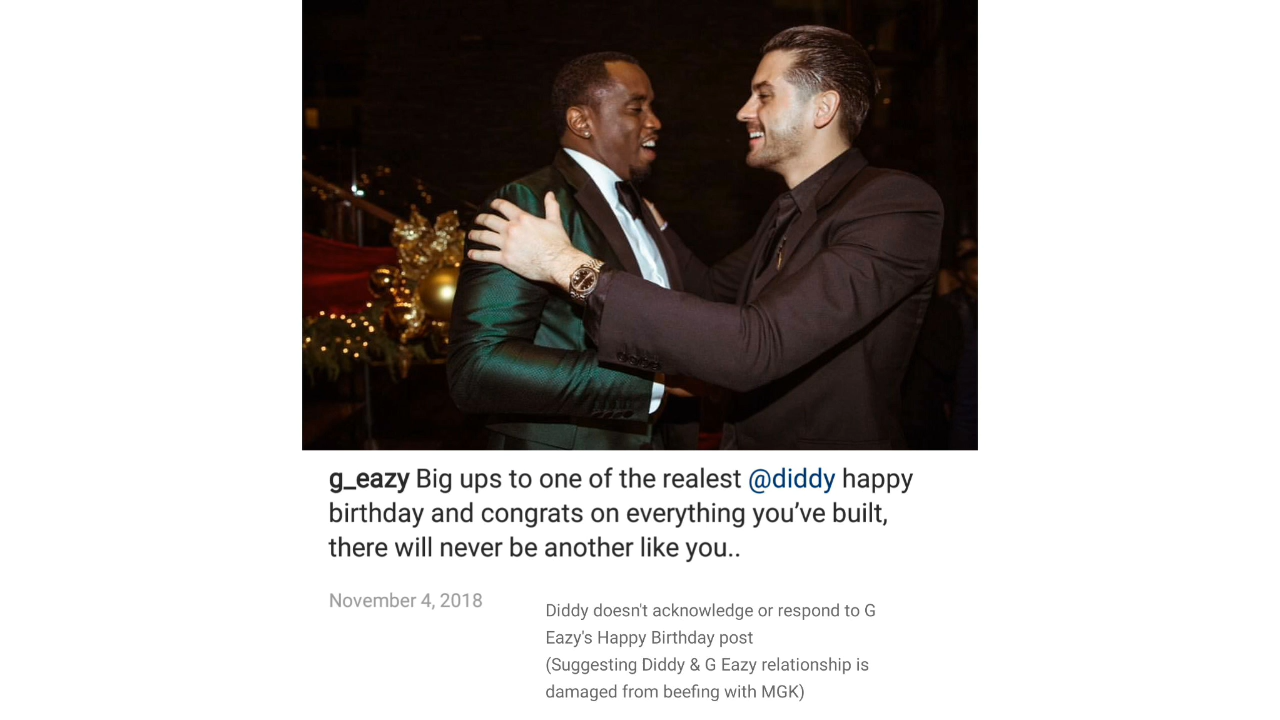 g_eazy Big ups to one of the realest @diddy happy
birthday and congrats on everything you’ve built,
there will never be another like you..
November 4, 2018
Diddy doesn't acknowledge or respond to G
Eazy's Happy Birthday post
(Suggesting Diddy & G Eazy relationship is
damaged from beefing with MGK)